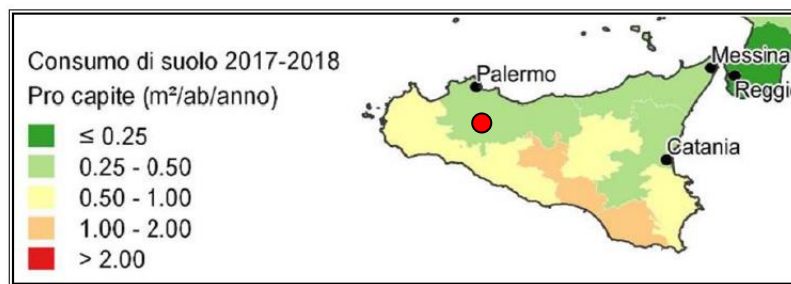 Consumo di suolo 2017-2018
Pro capite (m²/ab/anno)
≤ 0.25
0.25 - 0.50
0.50 - 1.00
1.00 - 2.00
> 2.00
Palermo
Messina
Reggio
Catania